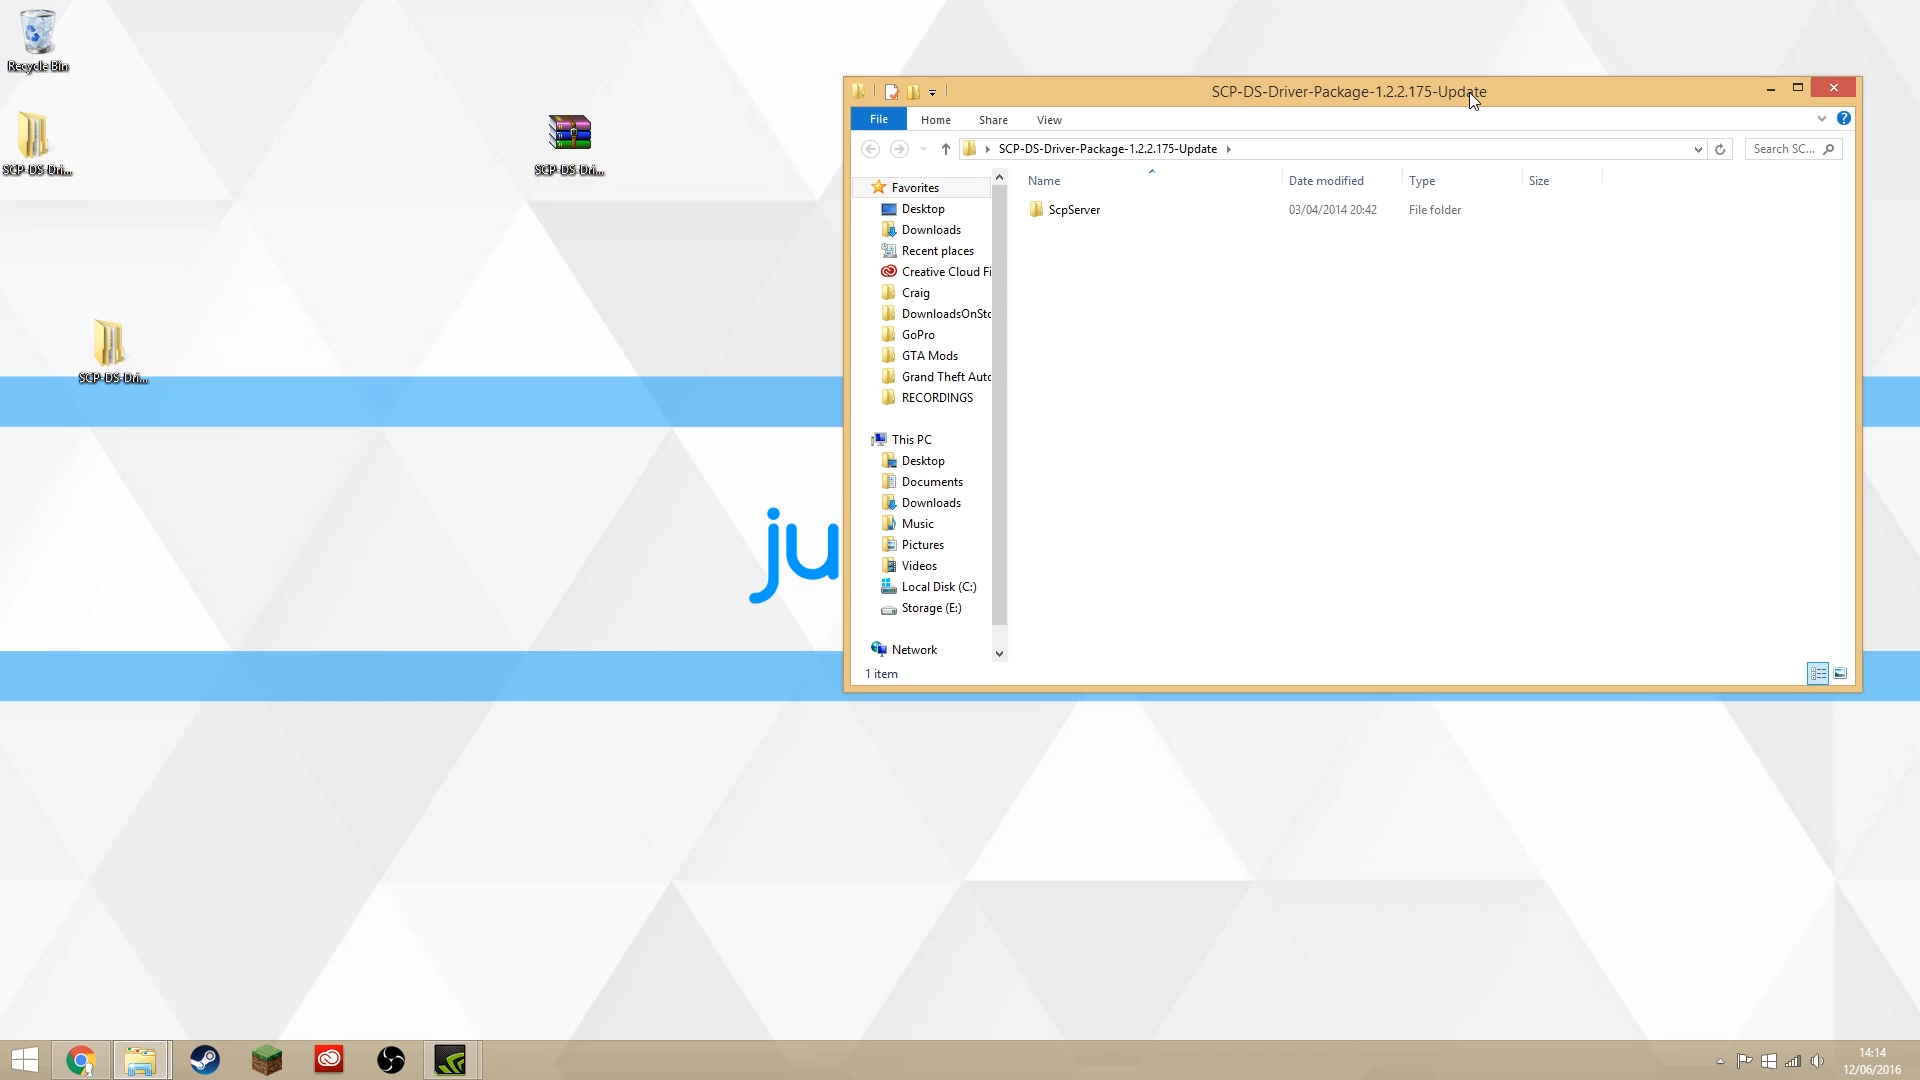 Recycle Bin
SCP-DS-Dri...
SCP-DS-Dri...
SCP-DS-Dri...
ju
SCP-DS-Driver-Package-1.2.2.175-Update
File
Home
Share
View
SCP-DS-Driver-Package-1.2.2.175-Update
Search SC...
Name
Date modified
Type
Size
ScpServer
03/04/2014 20:42
File folder
Favorites
Desktop
Downloads
Recent places
Creative Cloud Fi
Craig
DownloadsOnSto
GoPro
GTA Mods
Grand Theft Auto
RECORDINGS
This PC
Desktop
Documents
Downloads
Music
Pictures
Videos
Local Disk (C:)
Storage (E:)
Network
1 item
14:14
12/06/2016